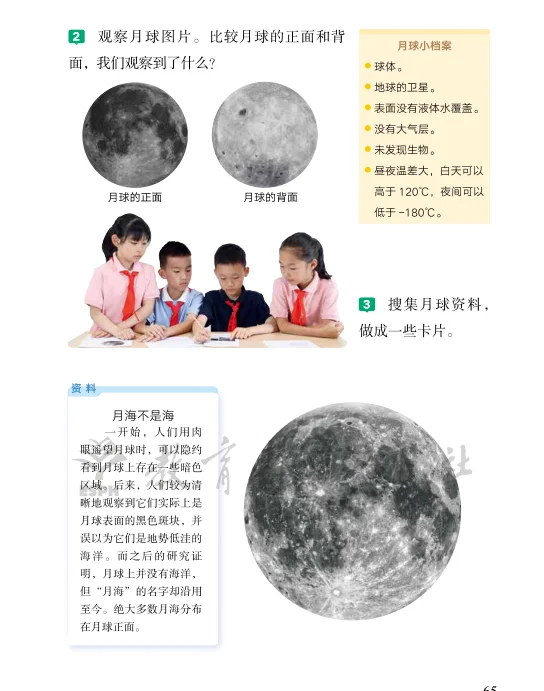 2 观察月球图片。比较月球的正面和背
面，我们观察到了什么？
月球的正面
月球的背面
月球小档案
球体。
地球的卫星。
表面没有液体水覆盖。
没有大气层。
未发现生物。
昼夜温差大，白天可以
高于 120℃，夜间可以
低于 -180℃。
3 搜集月球资料，
做成一些卡片。
资 料
月海不是海
一开始，人们用肉
眼遥望月球时，可以隐约
看到月球上存在一些暗色
区域。后来，人们较为清
晰地观察到它们实际上是
月球表面的黑色斑块，并
误以为它们是地势低洼的
海洋。而之后的研究证
明，月球上并没有海洋，
但“月海”的名字却沿用
至今。绝大多数月海分布
在月球正面。
教育
社
ESPH
65